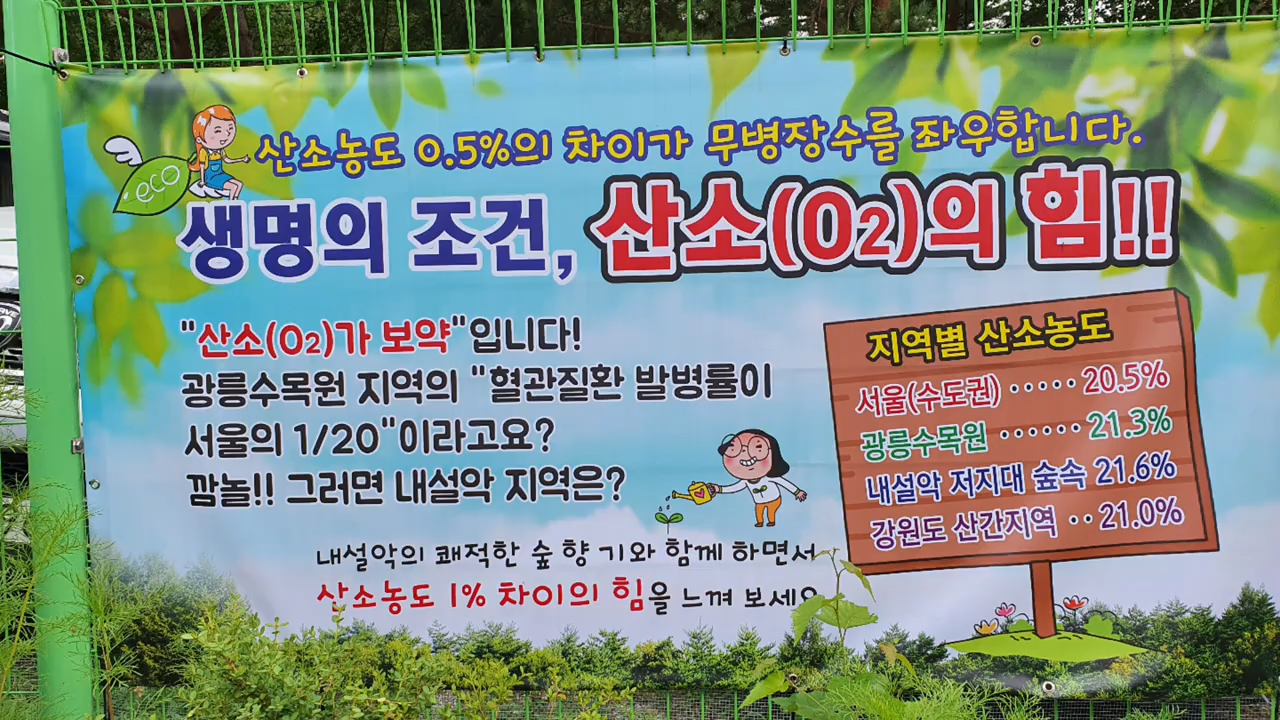 eco
산소농도 0.5%의 차이가 무병장수를 좌우합니다.
생명의 조건, 산소(O2)의 힘!!
"산소(O2)가 보약"입니다!
광릉수목원 지역의 "혈관질환 발병률이
서울의 1/20"이라고요?
깜놀!! 그러면 내설악 지역은?
내설악의 쾌적한 숲 향 기와 함께 하면서
산소농도 1% 차이의 힘을 느껴 보세요
지역별 산소농도
서울(수도권) ····· 20.5%
광릉수목원 ······ 21.3%
내설악 저지대 숲속 21.6%
강원도 산간지역 ·· 21.0%